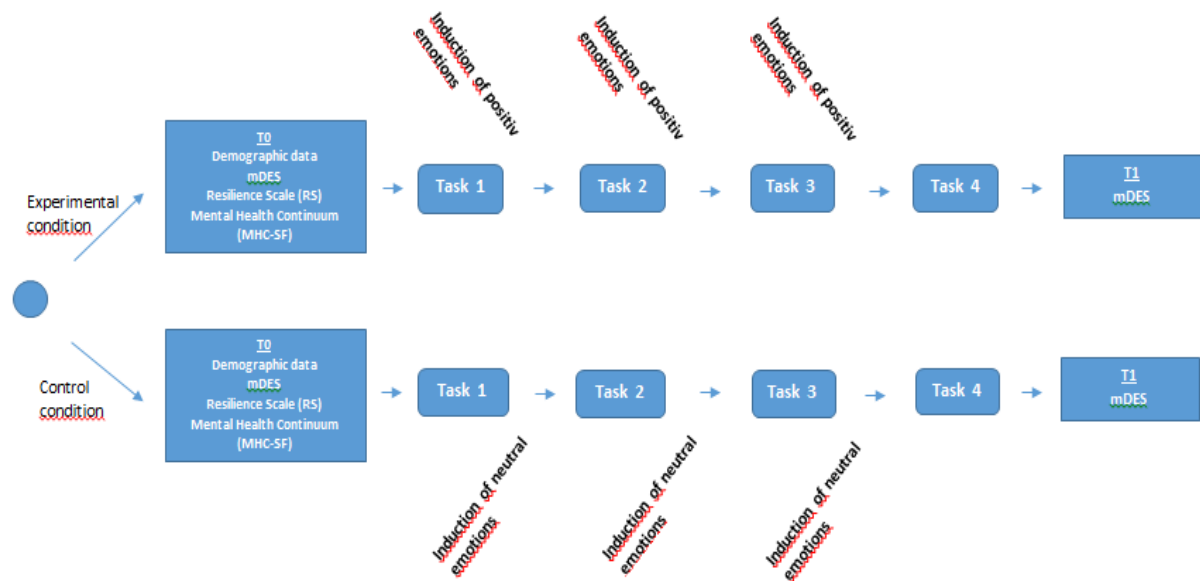 Induction of positiv
emotions
Induction of positiv
emotions
Induction of positiv
emotions
Experimental
condition
T0
Demographic data
mDES
Resilience Scale (RS)
Mental Health Continuum
(MHC-SF)
Task 1
Task 2
Task 3
Task 4
T1
mDES
Control
condition
T0
Demographic data
mDES
Resilience Scale (RS)
Mental Health Continuum
(MHC-SF)
Task 1
Task 2
Task 3
Task 4
T1
mDES
Induction of neutral
emotions
Induction of neutral
emotions
Induction of neutral
emotions